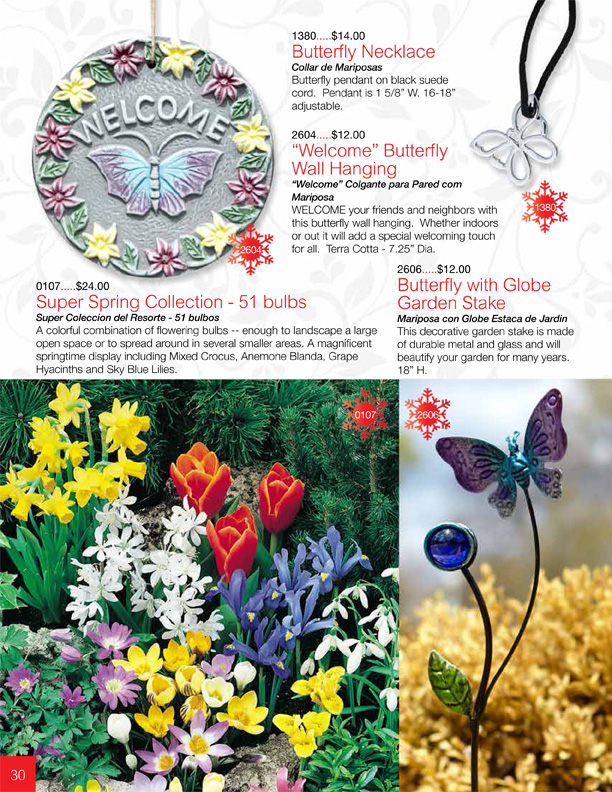 1380.....$14.00
Butterfly Necklace
Collar de Mariposas
Butterfly pendant on black suede
cord. Pendant is 1 5/8" W. 16-18"
adjustable.
2604.....$12.00
“Welcome” Butterfly
Wall Hanging
“Welcome” Colgante para Pared com
Mariposa
WELCOME your friends and neighbors with
this butterfly wall hanging. Whether indoors
or out it will add a special welcoming touch
for all. Terra Cotta - 7.25” Dia.
WELCOME
2604
1380
0107.....$24.00
Super Spring Collection - 51 bulbs
Super Coleccion del Resorte - 51 bulbos
A colorful combination of flowering bulbs -- enough to landscape a large
open space or to spread around in several smaller areas. A magnificent
springtime display including Mixed Crocus, Anemone Blanda, Grape
Hyacinths and Sky Blue Lilies.
2606.....$12.00
Butterfly with Globe
Garden Stake
Mariposa con Globe Estaca de Jardin
This decorative garden stake is made
of durable metal and glass and will
beautify your garden for many years.
18” H.
0107
2606
30